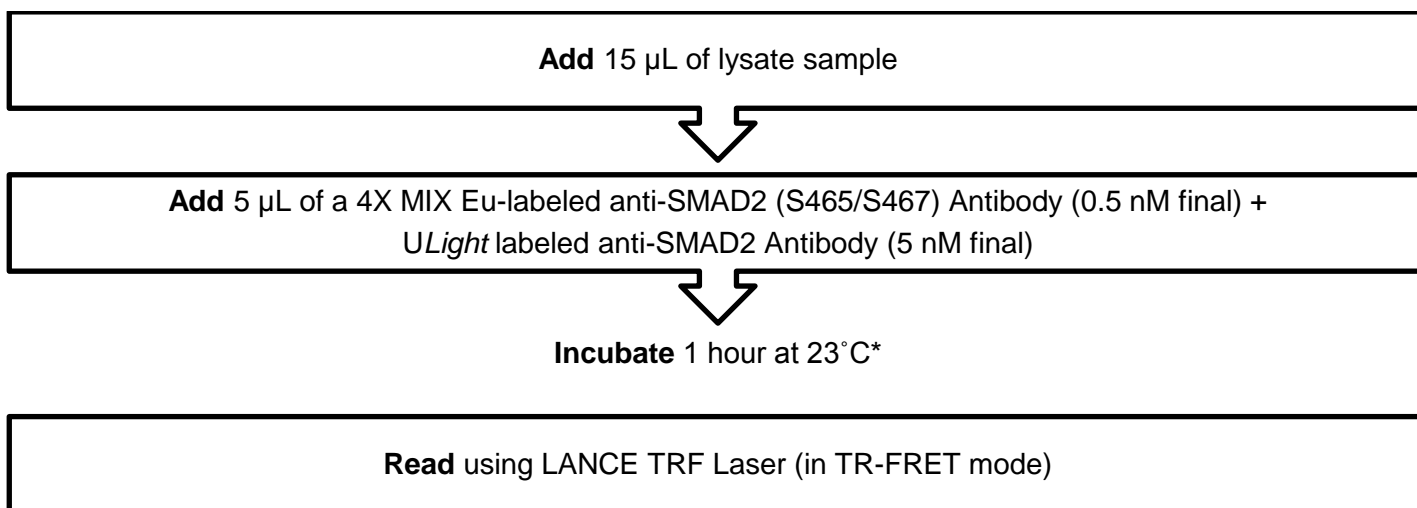 Add 15 µL of lysate sample
Add 5 µL of a 4X MIX Eu-labeled anti-SMAD2 (S465/S467) Antibody (0.5 nM final) +
ULight labeled anti-SMAD2 Antibody (5 nM final)
Incubate 1 hour at 23˚C*
Read using LANCE TRF Laser (in TR-FRET mode)